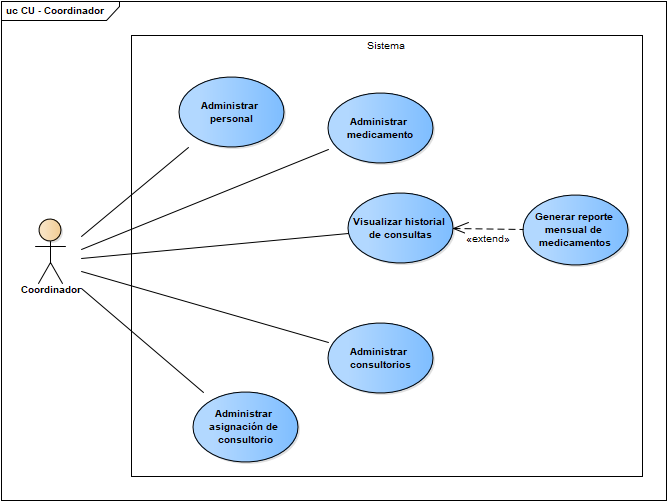 uc CU - Coordinador
Sistema
Administrar
personal
Administrar
medicamento
Visualizar historial
de consultas
«extend»
Generar reporte
mensual de
medicamentos
Coordinador
Administrar
consultorios
Administrar
asignación de
consultorio